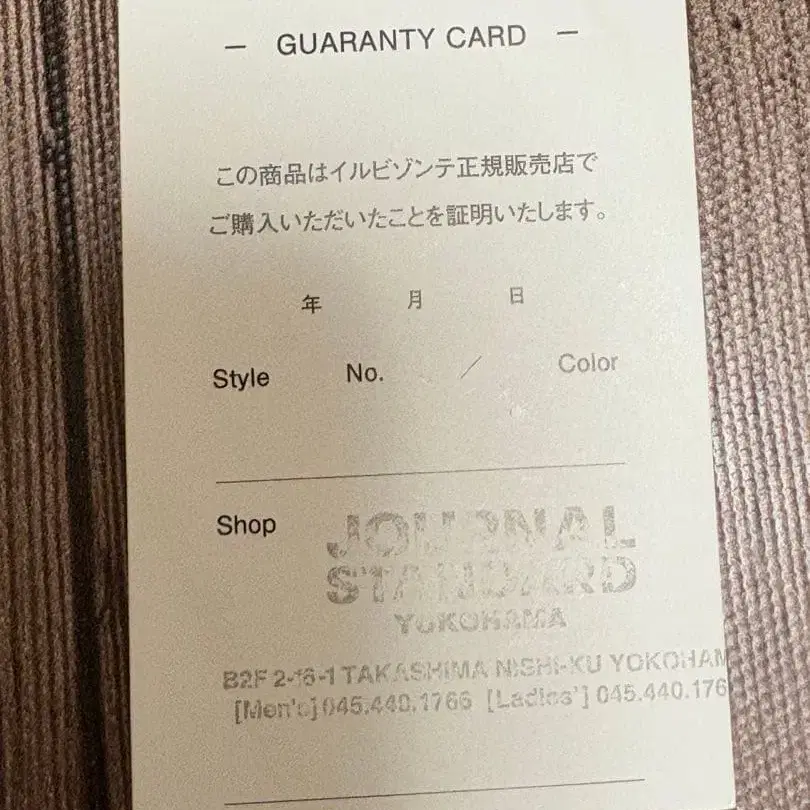 — GUARANTY CARD —
この商品はイルビゾンテ正規販売店で
ご購入いただいたことを証明いたします。
年 月 日
Style No. / Color
Shop
JOURNAL
STANDARD
YOKOHAMA
B2F 2-16-1 TAKASHIMA NISHI-KU YOKOHAM
[Men's] 045.440.1766 [Ladies'] 045.440.176